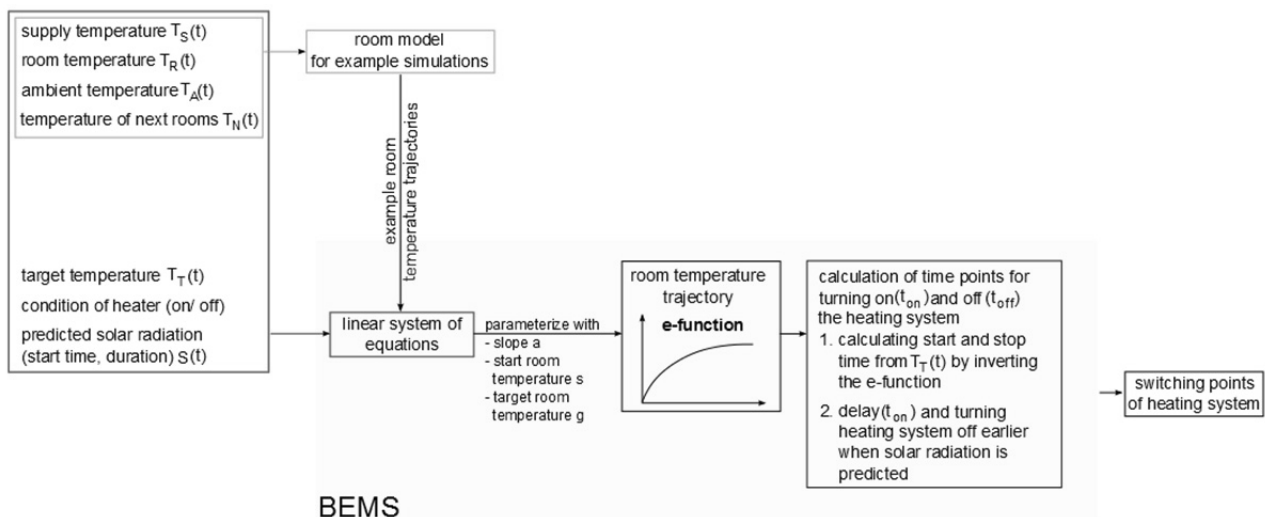 supply temperature T_S(t)
room temperature T_R(t)
ambient temperature T_A(t)
temperature of next rooms T_N(t)
target temperature T_T(t)
condition of heater (on/ off)
predicted solar radiation
(start time, duration) S(t)
room model
for example simulations
example room
temperature trajectories
linear system of
equations
parameterize with
- slope a
- start room
temperature s
- target room
temperature g
room temperature
trajectory
e-function
calculation of time points for
turning on(t_on) and off (t_off)
the heating system
1. calculating start and stop
time from T_T(t) by inverting
the e-function
2. delay(t_on) and turning
heating system off earlier
when solar radiation is
predicted
switching points
of heating system
BEMS